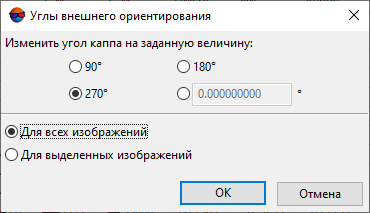 Углы внешнего ориентирования
Изменить угол каппа на заданную величину:
90° 180°
270° 0.000000000 °
Для всех изображений
Для выделенных изображений
OK Отмена